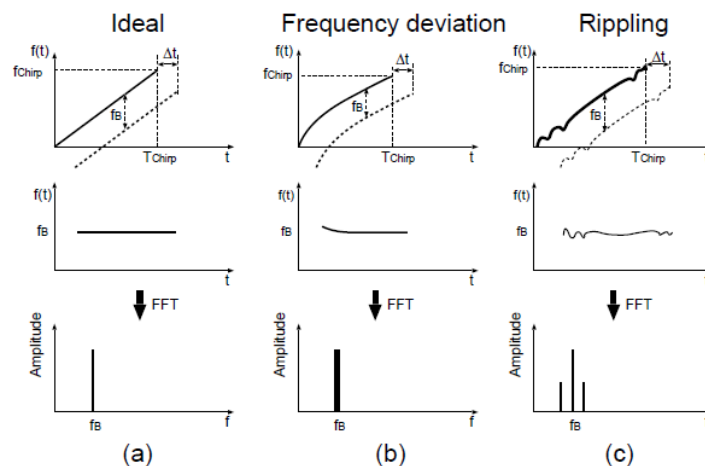 Ideal
Frequency deviation
Rippling
f(t)
Δt
fChirp
fB
TChirp
t
f(t)
Δt
fChirp
fB
TChirp
t
f(t)
Δt
fChirp
fB
TChirp
t
f(t)
fB
t
f(t)
fB
t
f(t)
fB
t
FFT
FFT
FFT
Amplitude
fB
f
Amplitude
fB
f
Amplitude
fB
(a)
(b)
(c)